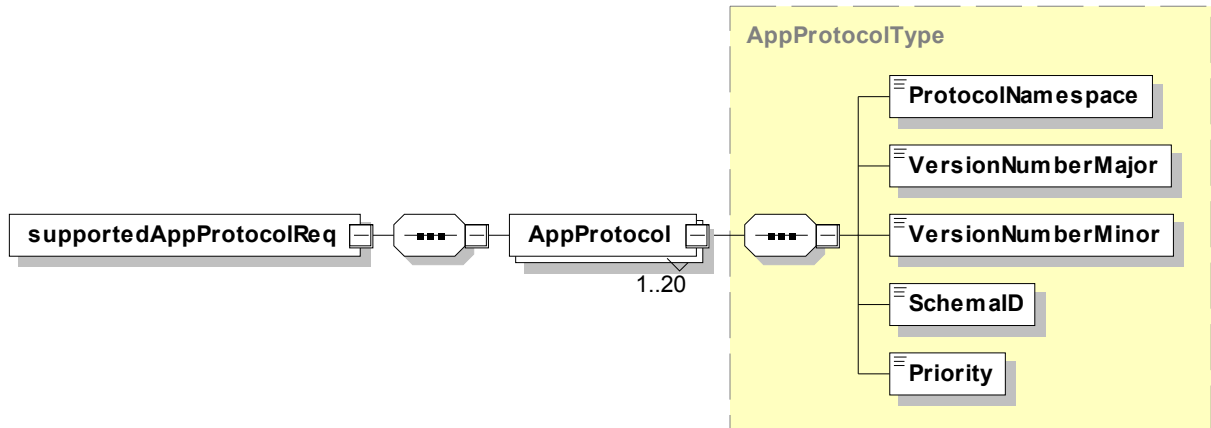 AppProtocolType
ProtocolNamespace
VersionNumberMajor
supportedAppProtocolReq
AppProtocol
VersionNumberMinor
1..20
SchemaID
Priority